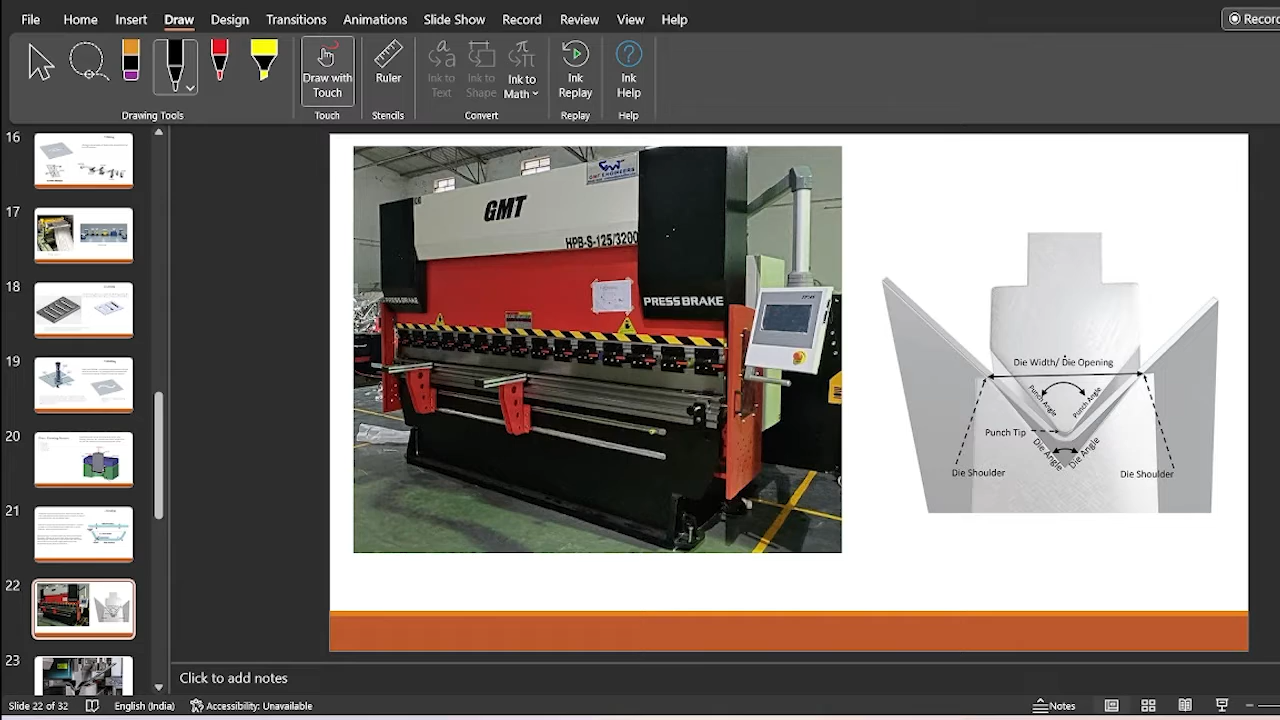 File Home Insert Draw Design Transitions Animations Slide Show Record Review View Help
Record
Draw with Touch
Ruler
Ink to Text
Ink to Shape
Ink to Math
Ink Replay
Ink Help
Drawing Tools Touch Stencils Convert Replay Help
16
17
18
19
20
21
22
23
GMT
HPB-S-125/3200
PRESS BRAKE
PRESS BRAKE
Die Width/ Die Opening
Punch Angle
Punch Tip
Die Angle Die Angle
Die Shoulder
Die Shoulder
Click to add notes
Slide 22 of 32 English (India) Accessibility: Unavailable Notes